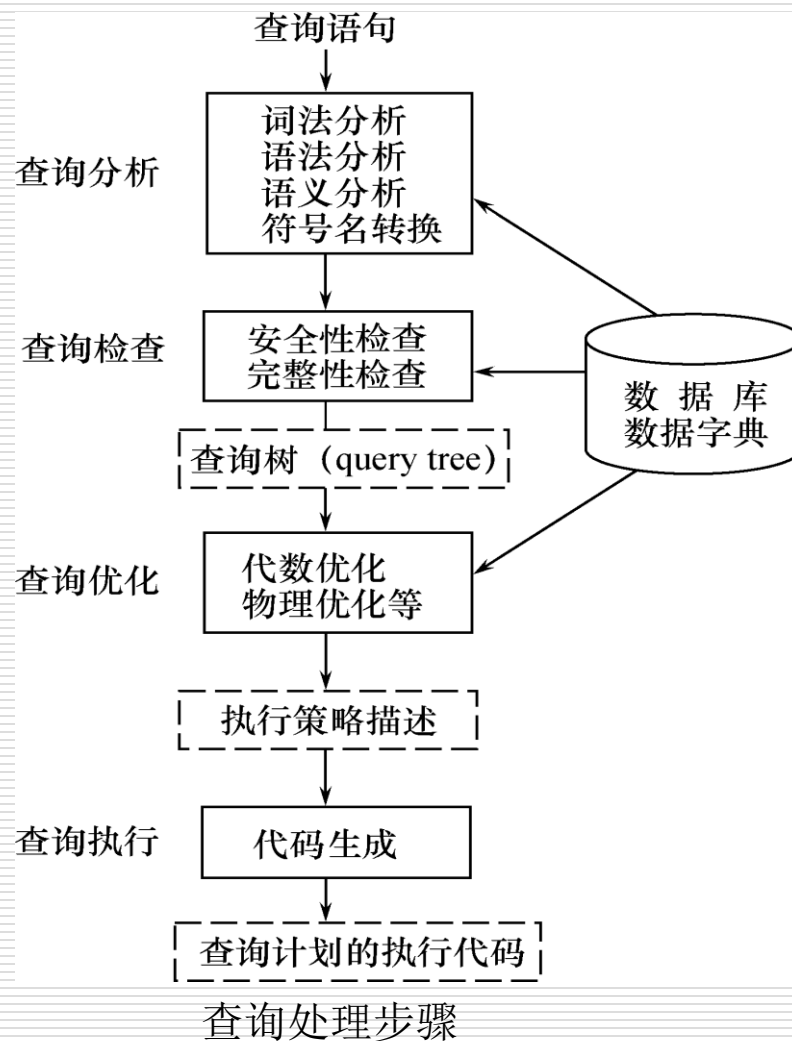 查询语句
查询分析
词法分析
语法分析
语义分析
符号名转换
查询检查
安全性检查
完整性检查
数 据 库
数据字典
查询树（query tree）
查询优化
代数优化
物理优化等
执行策略描述
查询执行
代码生成
查询计划的执行代码
查询处理步骤